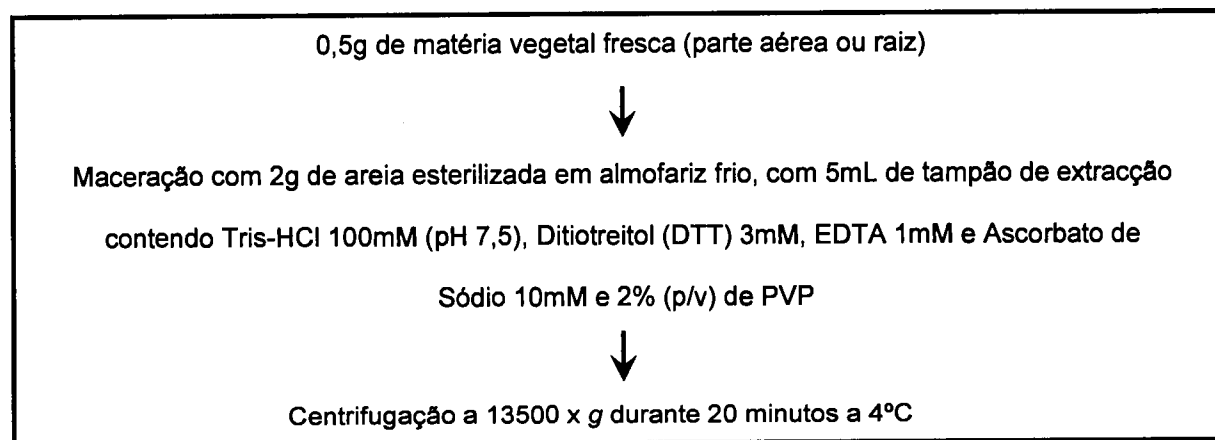 0,5g de matéria vegetal fresca (parte aérea ou raiz)
Maceração com 2g de areia esterilizada em almofariz frio, com 5mL de tampão de extracção
contendo Tris-HCl 100mM (pH 7,5), Ditiotreitol (DTT) 3mM, EDTA 1mM e Ascorbato de
Sódio 10mM e 2% (p/v) de PVP
Centrifugação a 13500 x g durante 20 minutos a 4ºC